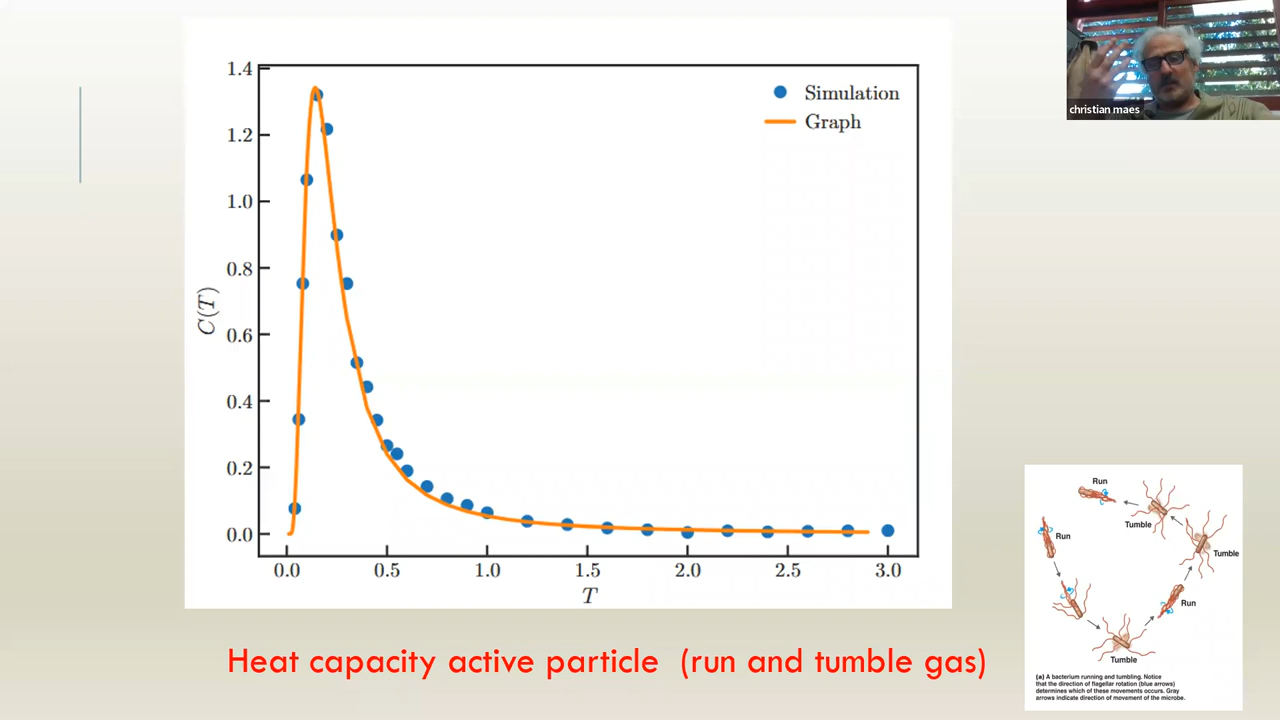 christian maes
1.4
1.2
1.0
0.8
0.6
0.4
0.2
0.0
C(T)
Simulation
Graph
0.0 0.5 1.0 1.5 2.0 2.5 3.0
T
Heat capacity active particle (run and tumble gas)
Run
Tumble
Run
Tumble
Run
Tumble
(a) A bacterium running and tumbling. Notice
that the direction of flagellar rotation (blue arrows)
determines which of these movements occurs. Gray
arrows indicate direction of movement of the microbe.